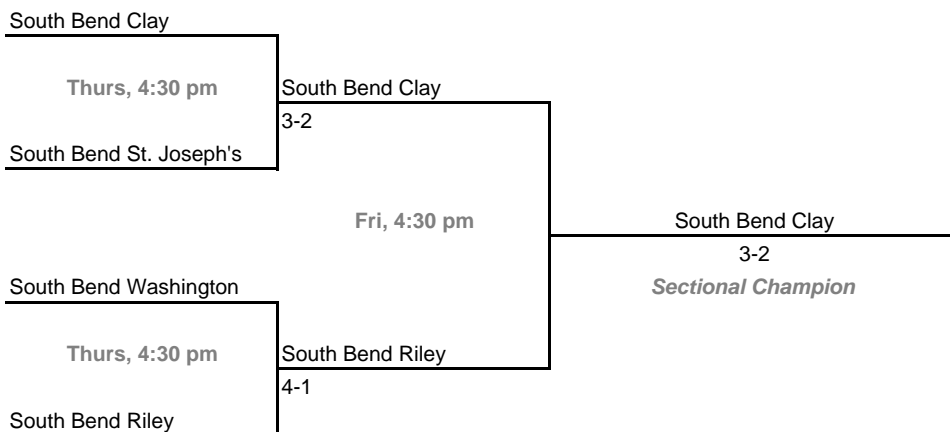 South Bend Clay
Thurs, 4:30 pm
South Bend Clay
3-2
South Bend St. Joseph's
Fri, 4:30 pm
South Bend Clay
3-2
Sectional Champion
South Bend Washington
Thurs, 4:30 pm
South Bend Riley
4-1
South Bend Riley